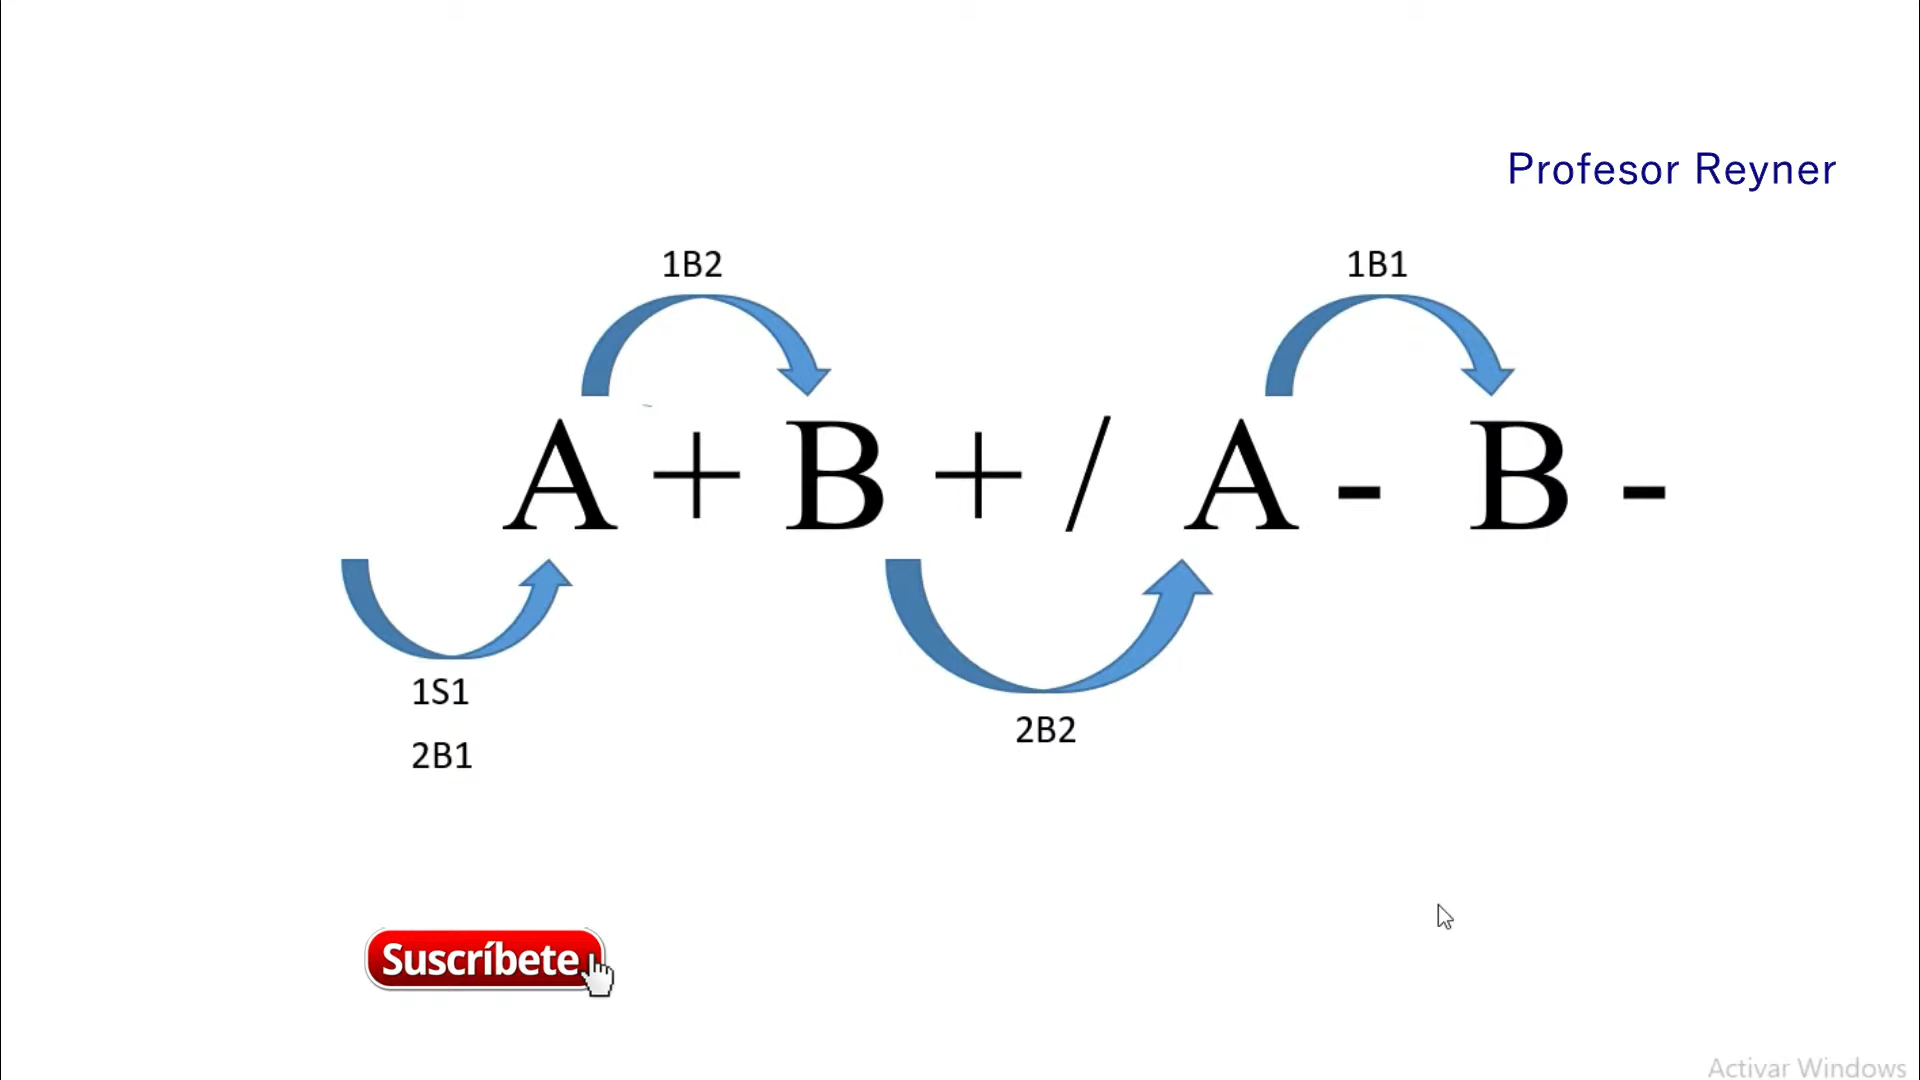 Profesor Reyner
1B2
1B1
A + B + / A - B -
1S1
2B1
2B2
Suscríbete
Activar Windows